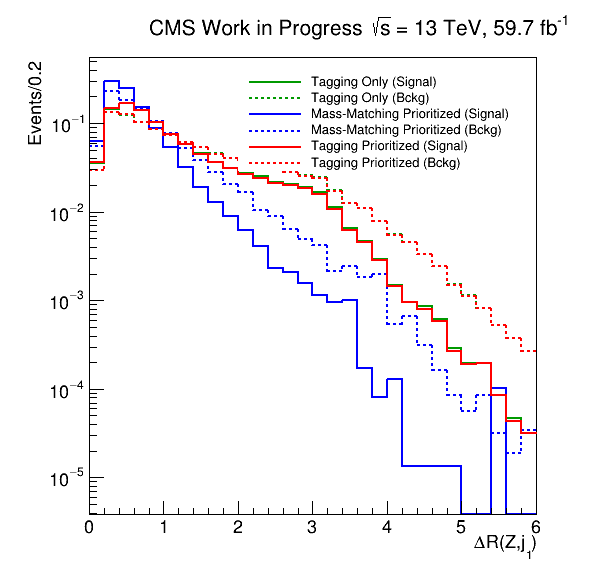 CMS Work in Progress √s = 13 TeV, 59.7 fb⁻¹
Events/0.2
Tagging Only (Signal)
Tagging Only (Bckg)
Mass-Matching Prioritized (Signal)
Mass-Matching Prioritized (Bckg)
Tagging Prioritized (Signal)
Tagging Prioritized (Bckg)
10⁻¹
10⁻²
10⁻³
10⁻⁴
10⁻⁵
0 1 2 3 4 5 6
ΔR(Z,j₁)